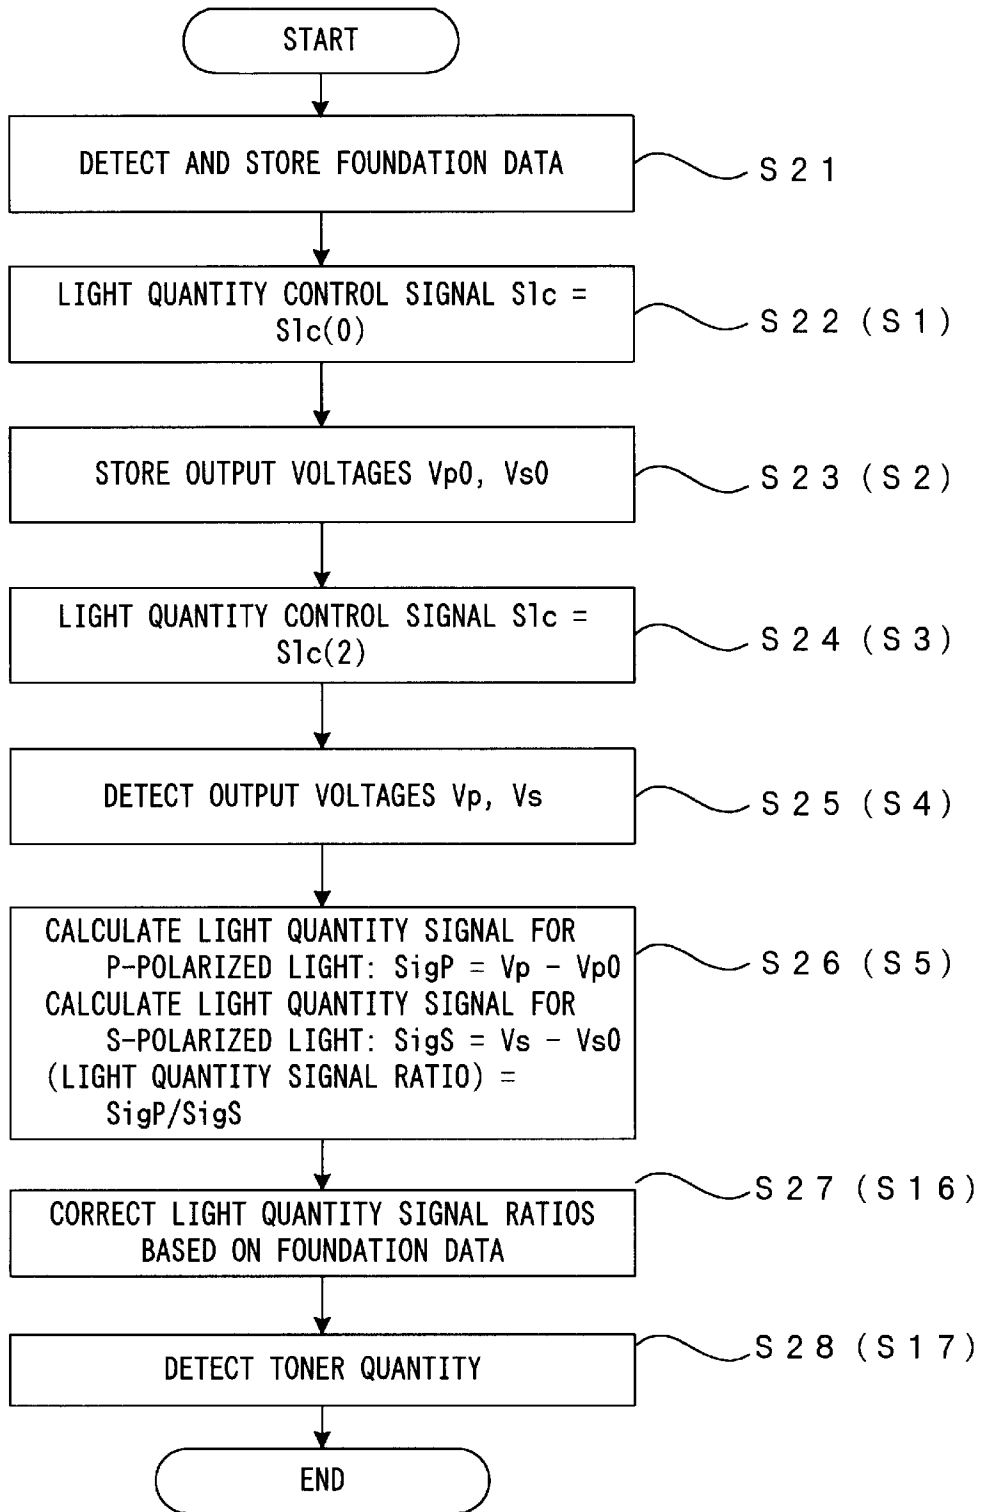 START
DETECT AND STORE FOUNDATION DATA
S21
LIGHT QUANTITY CONTROL SIGNAL Slc =
Slc(0)
S22 (S1)
STORE OUTPUT VOLTAGES Vp0, Vs0
S23 (S2)
LIGHT QUANTITY CONTROL SIGNAL Slc =
Slc(2)
S24 (S3)
DETECT OUTPUT VOLTAGES Vp, Vs
S25 (S4)
CALCULATE LIGHT QUANTITY SIGNAL FOR
P-POLARIZED LIGHT: SigP = Vp - Vp0
CALCULATE LIGHT QUANTITY SIGNAL FOR
S-POLARIZED LIGHT: SigS = Vs - Vs0
(LIGHT QUANTITY SIGNAL RATIO) =
SigP/SigS
S26 (S5)
CORRECT LIGHT QUANTITY SIGNAL RATIOS
BASED ON FOUNDATION DATA
S27 (S16)
DETECT TONER QUANTITY
S28 (S17)
END